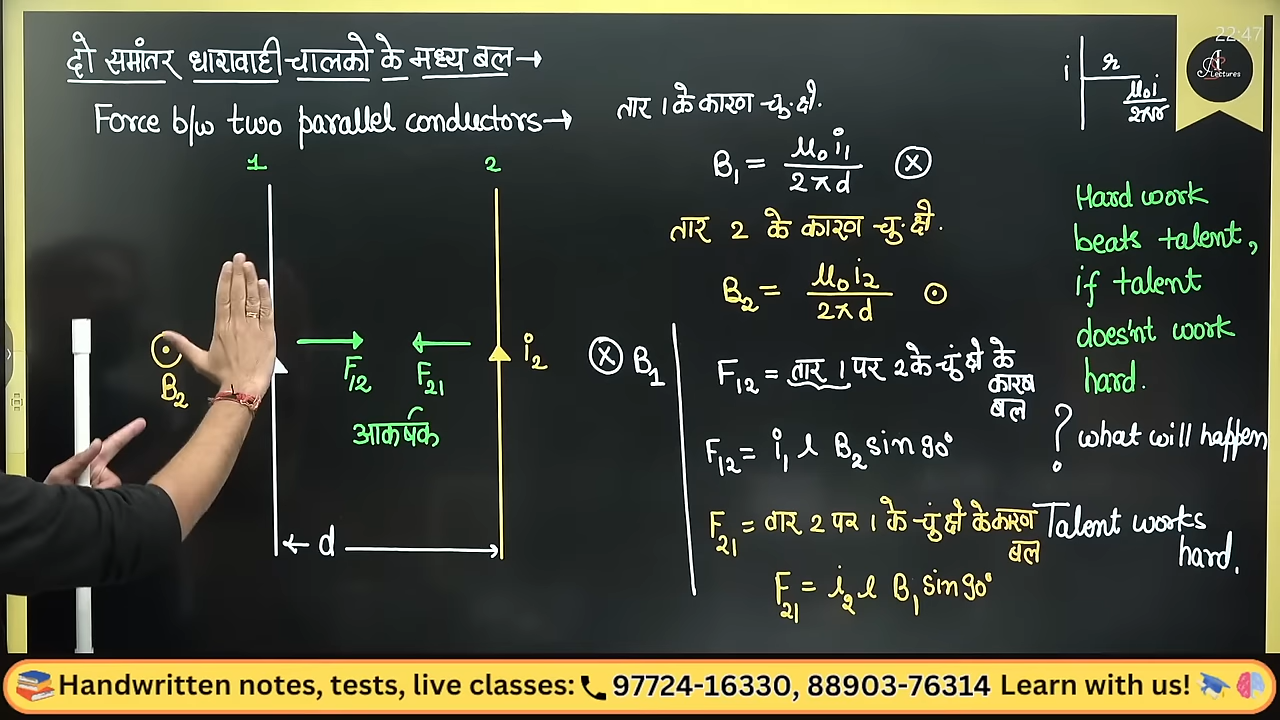 दो समांतर धारावाही चालको के मध्य बल →
Force b/w two parallel conductors →
1
2
B₂
F₁₂
F₂₁
आकर्षक
i₂
B₁
← d →
तार 1 के कारण चु. क्षे.
B₁ = μ₀i₁ / 2πd ⊗
तार 2 के कारण चु. क्षे.
B₂ = μ₀i₂ / 2πd ⊙
F₁₂ = तार 1 पर 2 के चुं क्षे के कारण बल
F₁₂ = i₁ l B₂ sin 90°
F₂₁ = तार 2 पर 1 के चुं क्षे के कारण बल
F₂₁ = i₂ l B₁ sin 90°
i
r
μ₀i / 2πr
22:47
Lectures
Hard work
beats talent,
if talent
does'nt work
hard.
? what will happen
Talent works
hard.
Handwritten notes, tests, live classes: 97724-16330, 88903-76314 Learn with us!